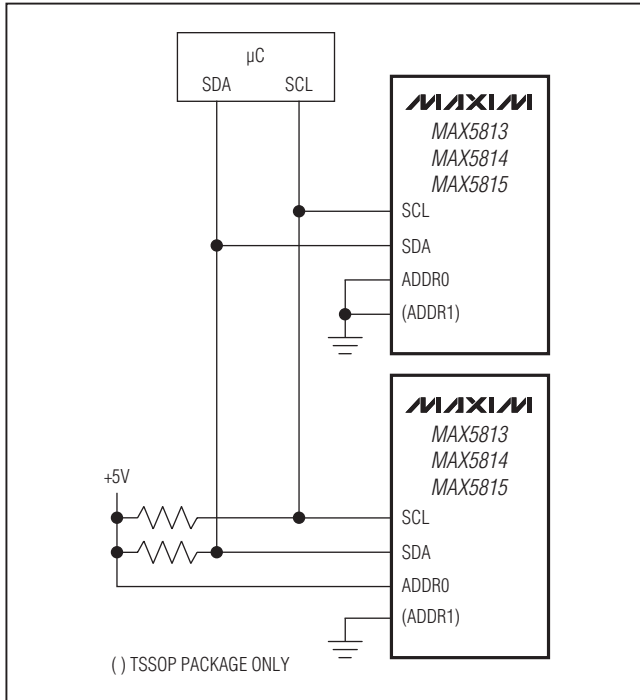 µC
SDA SCL
MAXIM
MAX5813
MAX5814
MAX5815
SCL
SDA
ADDR0
(ADDR1)
MAXIM
MAX5813
MAX5814
MAX5815
+5V
SCL
SDA
ADDR0
(ADDR1)
( ) TSSOP PACKAGE ONLY